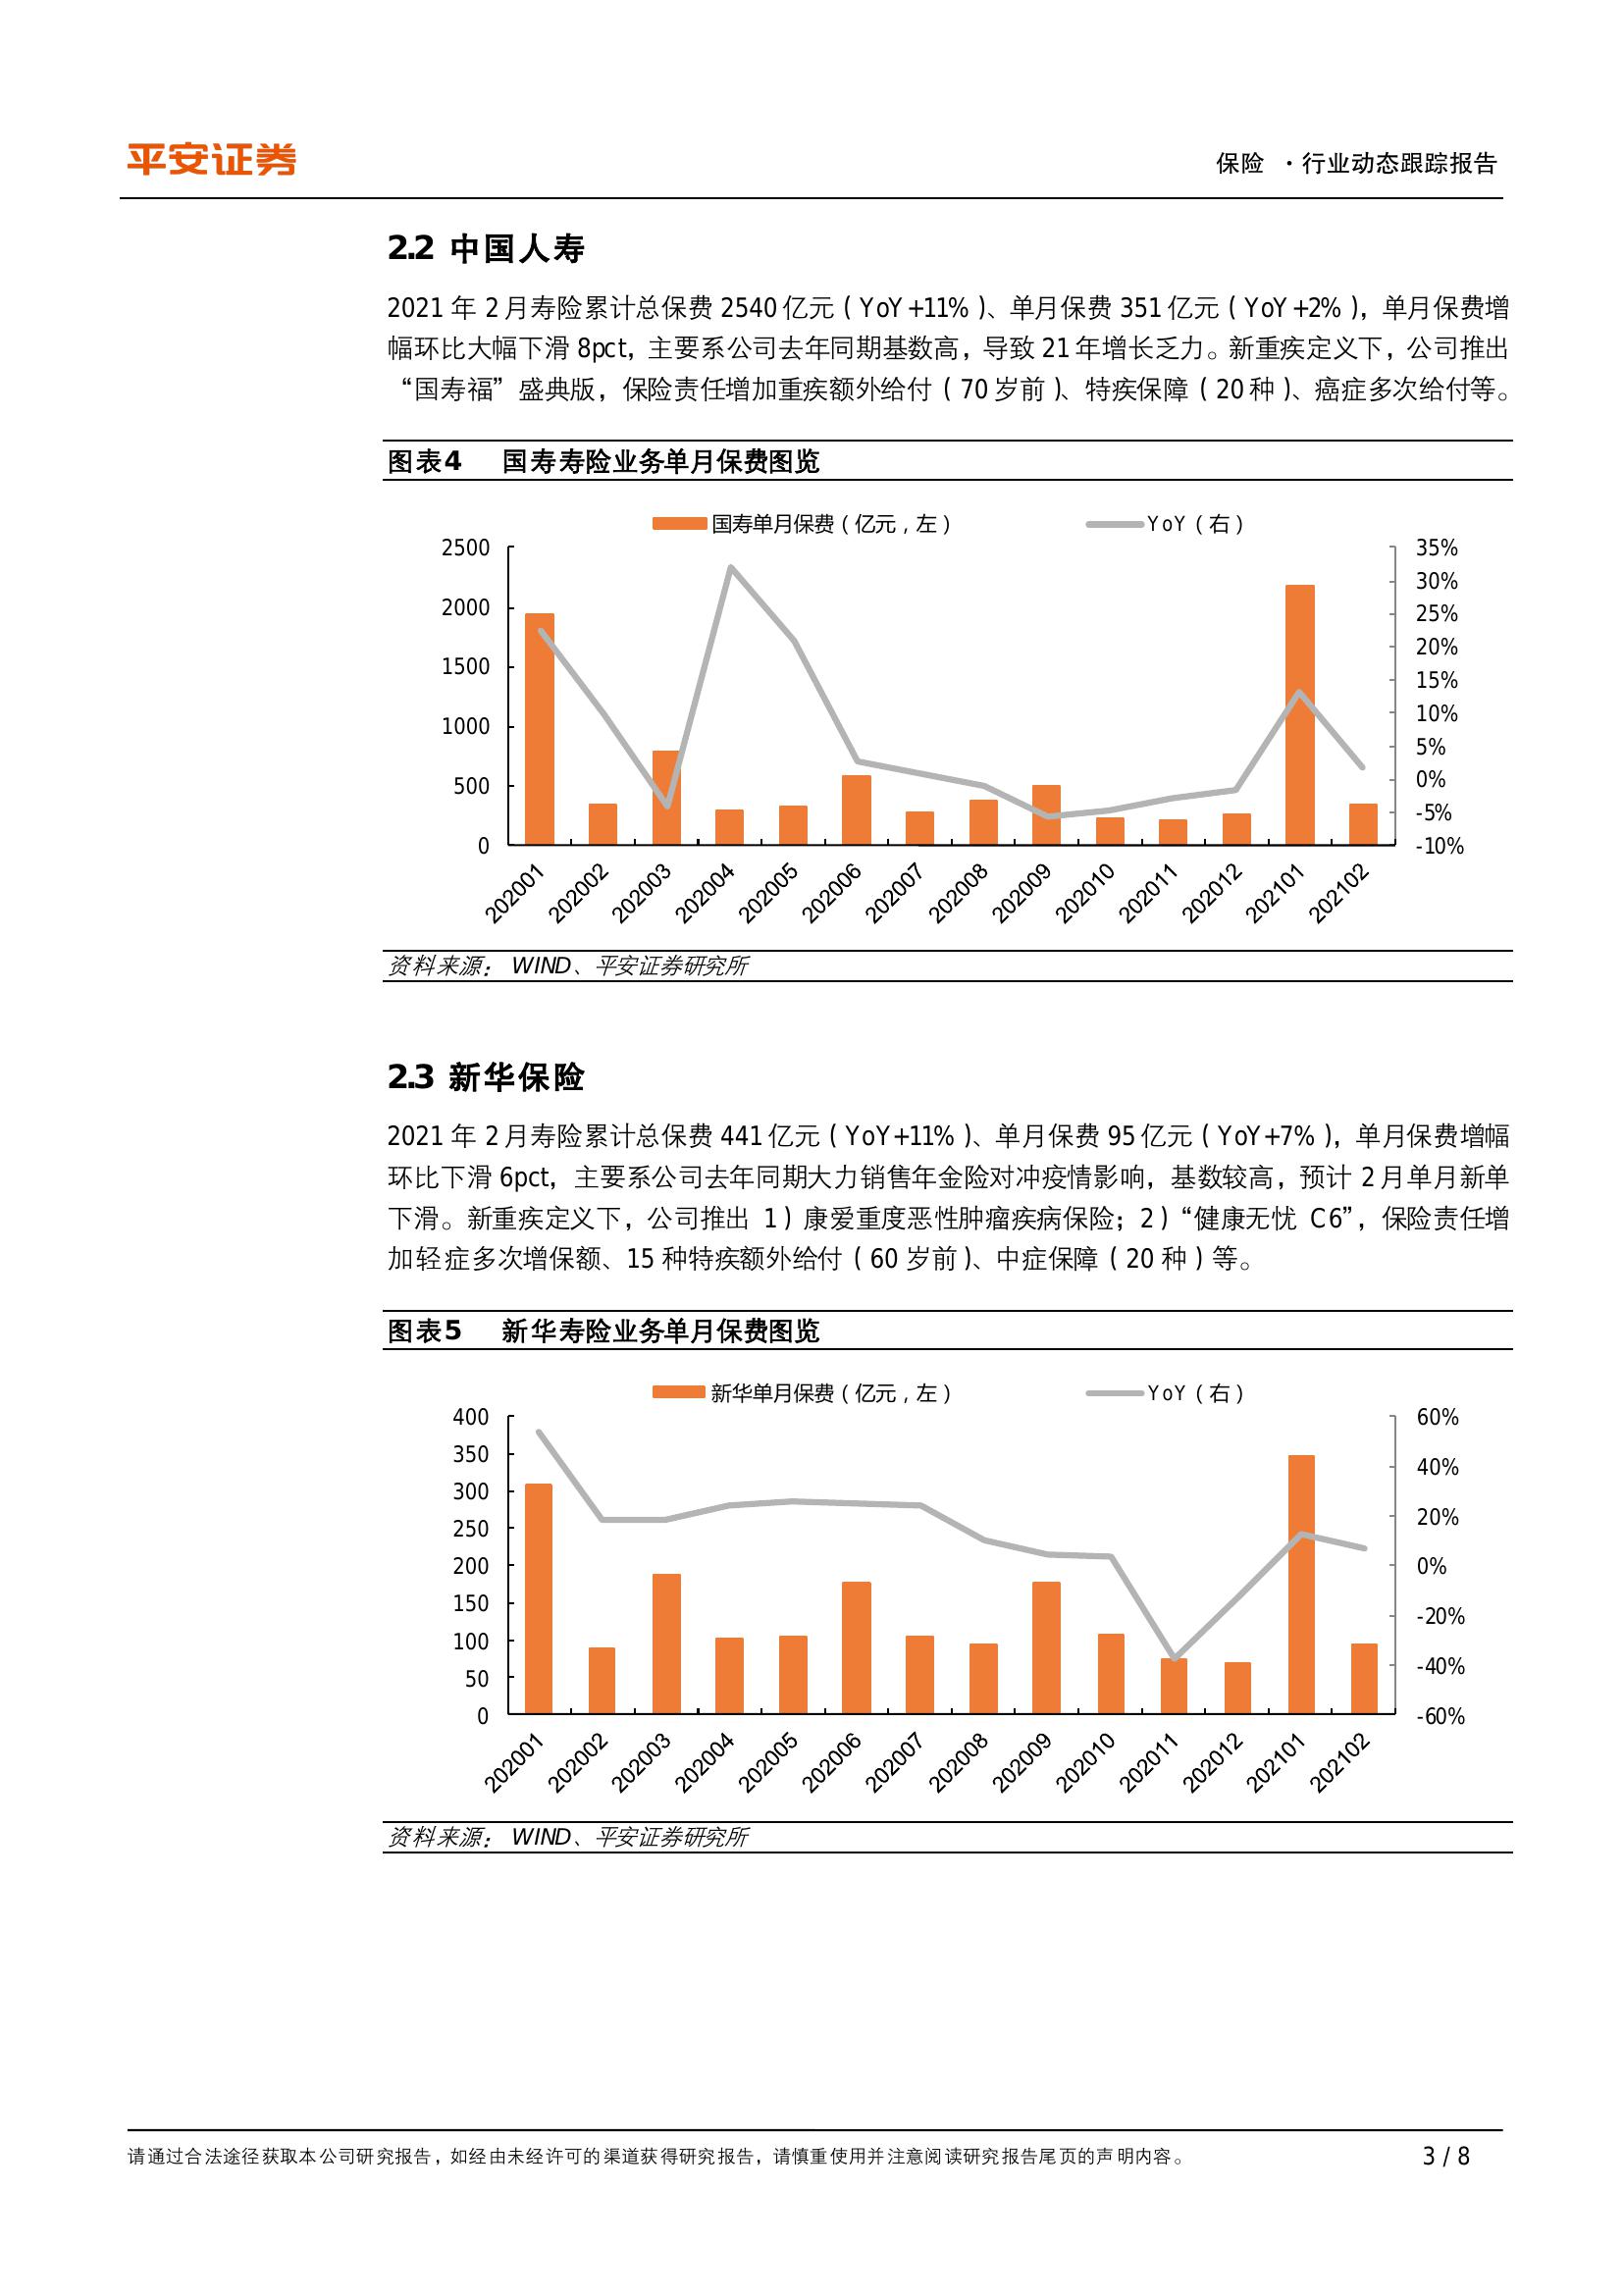 平安证券
保险 ·行业动态跟踪报告
2.2 中国人寿
2021 年 2 月寿险累计总保费 2540 亿元（YoY+11%）、单月保费 351 亿元（YoY+2%），单月保费增
幅环比大幅下滑 8pct，主要系公司去年同期基数高，导致 21 年增长乏力。新重疾定义下，公司推出
“国寿福”盛典版，保险责任增加重疾额外给付（70 岁前）、特疾保障（20 种）、癌症多次给付等。
图表4 国寿寿险业务单月保费图览
国寿单月保费（亿元，左） YoY（右）
2500 35%
30%
2000 25%
20%
1500 15%
1000 10%
5%
500 0%
-5%
0 -10%
202001 202002 202003 202004 202005 202006 202007 202008 202009 202010 202011 202012 202101 202102
资料来源： WIND、平安证券研究所
2.3 新华保险
2021 年 2 月寿险累计总保费 441 亿元（YoY+11%）、单月保费 95 亿元（YoY+7%），单月保费增幅
环比下滑 6pct，主要系公司去年同期大力销售年金险对冲疫情影响，基数较高，预计 2 月单月新单
下滑。新重疾定义下，公司推出 1）康爱重度恶性肿瘤疾病保险；2）“健康无忧 C6”，保险责任增
加轻症多次增保额、15 种特疾额外给付（60 岁前）、中症保障（20 种）等。
图表5 新华寿险业务单月保费图览
新华单月保费（亿元，左） YoY（右）
400 60%
350
300 40%
250 20%
200 0%
150 -20%
100
50 -40%
0 -60%
202001 202002 202003 202004 202005 202006 202007 202008 202009 202010 202011 202012 202101 202102
资料来源： WIND、平安证券研究所
请通过合法途径获取本公司研究报告，如经由未经许可的渠道获得研究报告，请慎重使用并注意阅读研究报告尾页的声明内容。 3 / 8